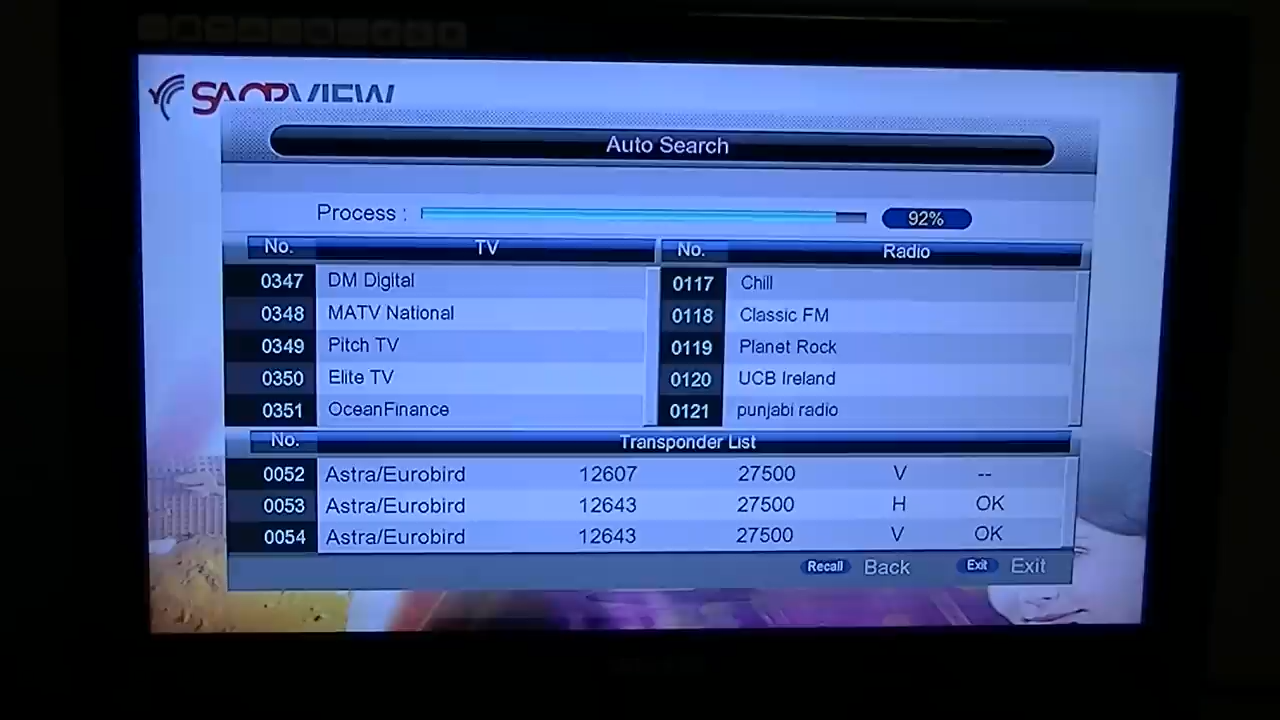 SAORVIEW
Auto Search
Process : 92%
No. TV No. Radio
0347 DM Digital 0117 Chill
0348 MATV National 0118 Classic FM
0349 Pitch TV 0119 Planet Rock
0350 Elite TV 0120 UCB Ireland
0351 OceanFinance 0121 punjabi radio
No. Transponder List
0052 Astra/Eurobird 12607 27500 V --
0053 Astra/Eurobird 12643 27500 H OK
0054 Astra/Eurobird 12643 27500 V OK
Recall Back Exit Exit